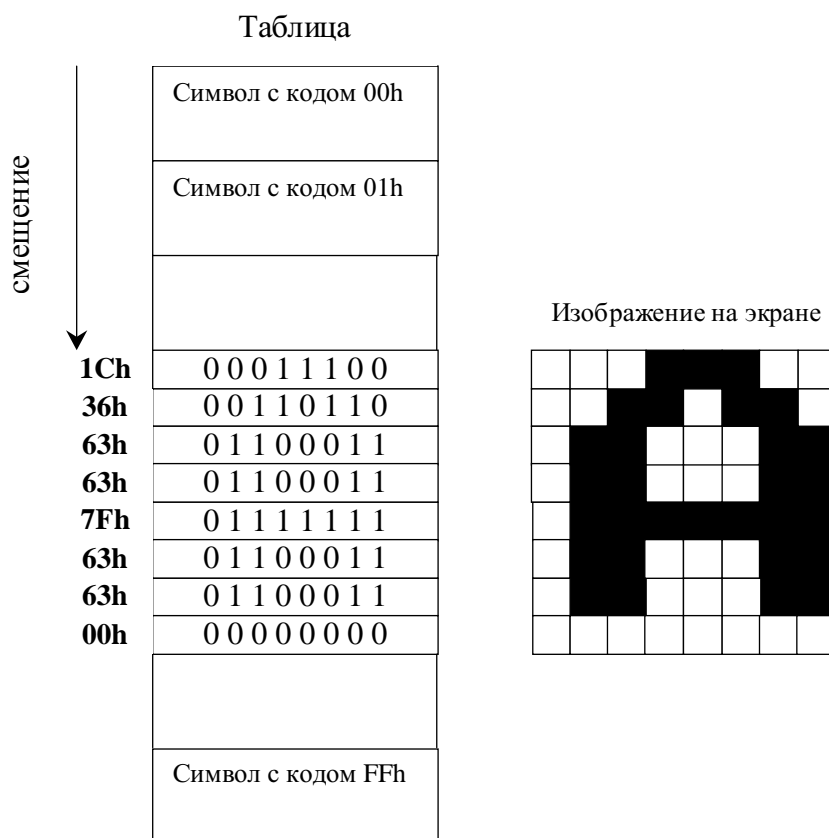 Таблица
Символ с кодом 00h
Символ с кодом 01h
смещение
Изображение на экране
1Ch 0 0 0 1 1 1 0 0
36h 0 0 1 1 0 1 1 0
63h 0 1 1 0 0 0 1 1
63h 0 1 1 0 0 0 1 1
7Fh 0 1 1 1 1 1 1 1
63h 0 1 1 0 0 0 1 1
63h 0 1 1 0 0 0 1 1
00h 0 0 0 0 0 0 0 0
Символ с кодом FFh